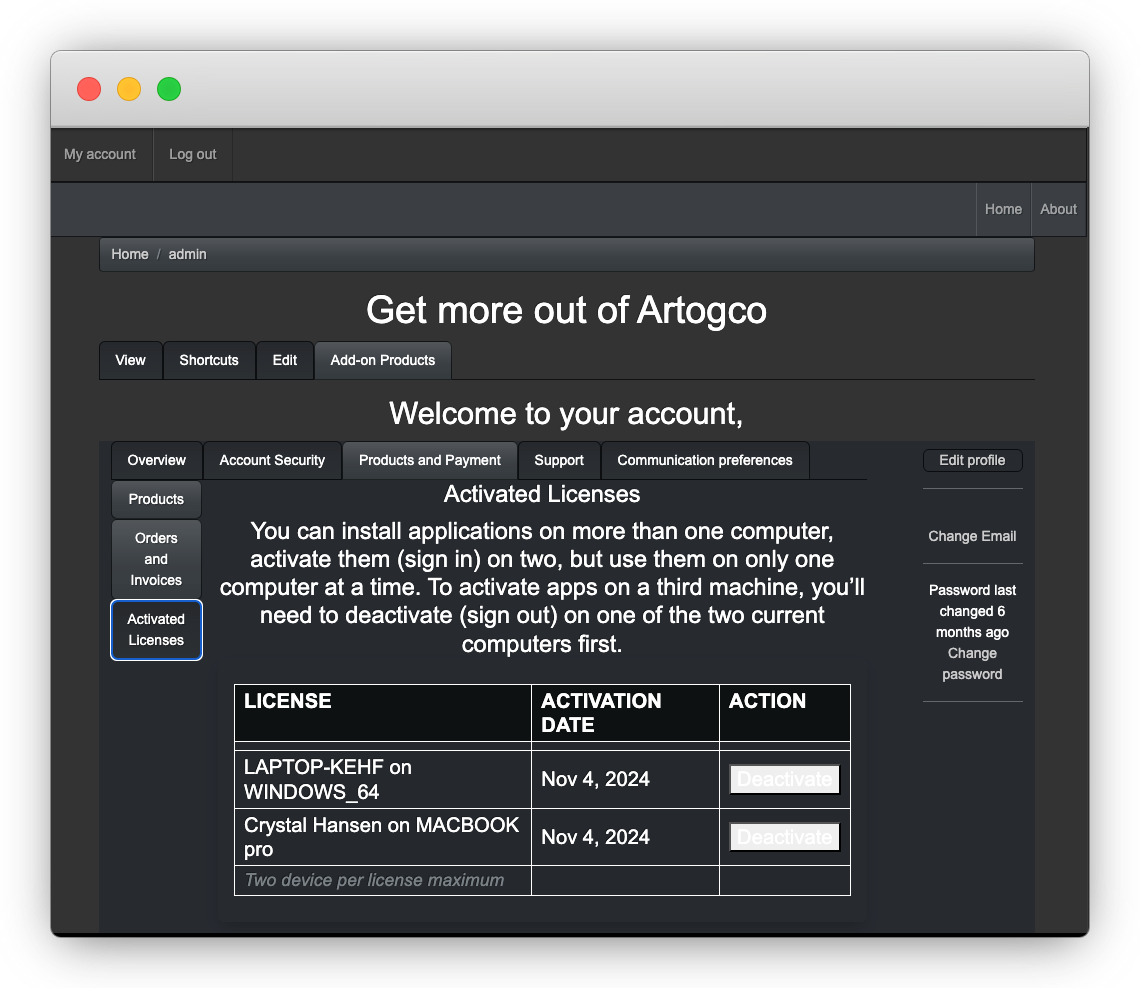 My account Log out
Home About
Home / admin
Get more out of Artogco
View Shortcuts Edit Add-on Products
Welcome to your account,
Overview Account Security Products and Payment Support Communication preferences
Edit profile
Products
Orders
and
Invoices
Activated
Licenses
Activated Licenses
You can install applications on more than one computer,
activate them (sign in) on two, but use them on only one
computer at a time. To activate apps on a third machine, you’ll
need to deactivate (sign out) on one of the two current
computers first.
LICENSE ACTIVATION DATE ACTION
LAPTOP-KEHF on
WINDOWS_64
Nov 4, 2024 Deactivate
Crystal Hansen on MACBOOK
pro
Nov 4, 2024 Deactivate
Two device per license maximum
Change Email
Password last
changed 6
months ago
Change
password